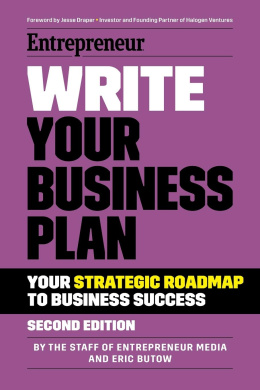 Foreword by Jesse Draper • Investor and Founding Partner of Halogen Ventures
Entrepreneur
WRITE
YOUR
BUSINESS
PLAN
YOUR STRATEGIC ROADMAP
TO BUSINESS SUCCESS
SECOND EDITION
BY THE STAFF OF ENTREPRENEUR MEDIA
AND ERIC BUTOW